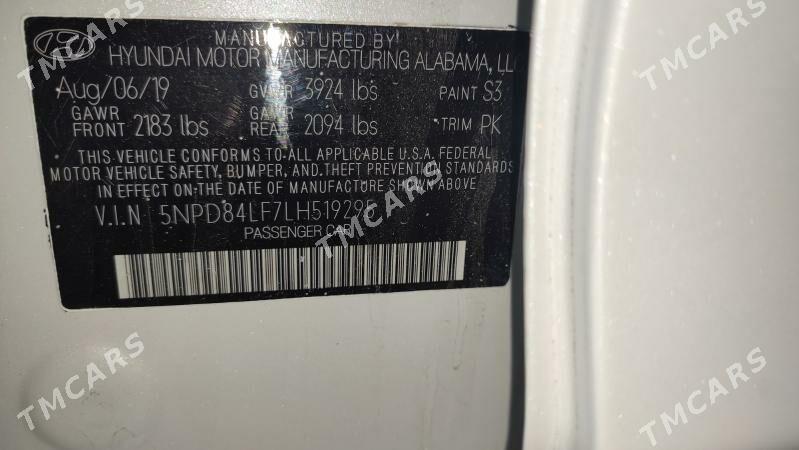 MANUFACTURED BY
HYUNDAI MOTOR MANUFACTURING ALABAMA, LL
Aug/06/19 GVWR 3924 lbs PAINT S3
GAWR FRONT 2183 lbs GAWR REAR 2094 lbs TRIM PK
THIS VEHICLE CONFORMS TO ALL APPLICABLE U.S.A. FEDERAL
MOTOR VEHICLE SAFETY, BUMPER, AND THEFT PREVENTION STANDARDS
IN EFFECT ON THE DATE OF MANUFACTURE SHOWN ABOVE
V.I.N 5NPD84LF7LH519295
PASSENGER CAR
TMCARS
TMCARS
TMCARS
TMCARS
TMCARS
TMCARS